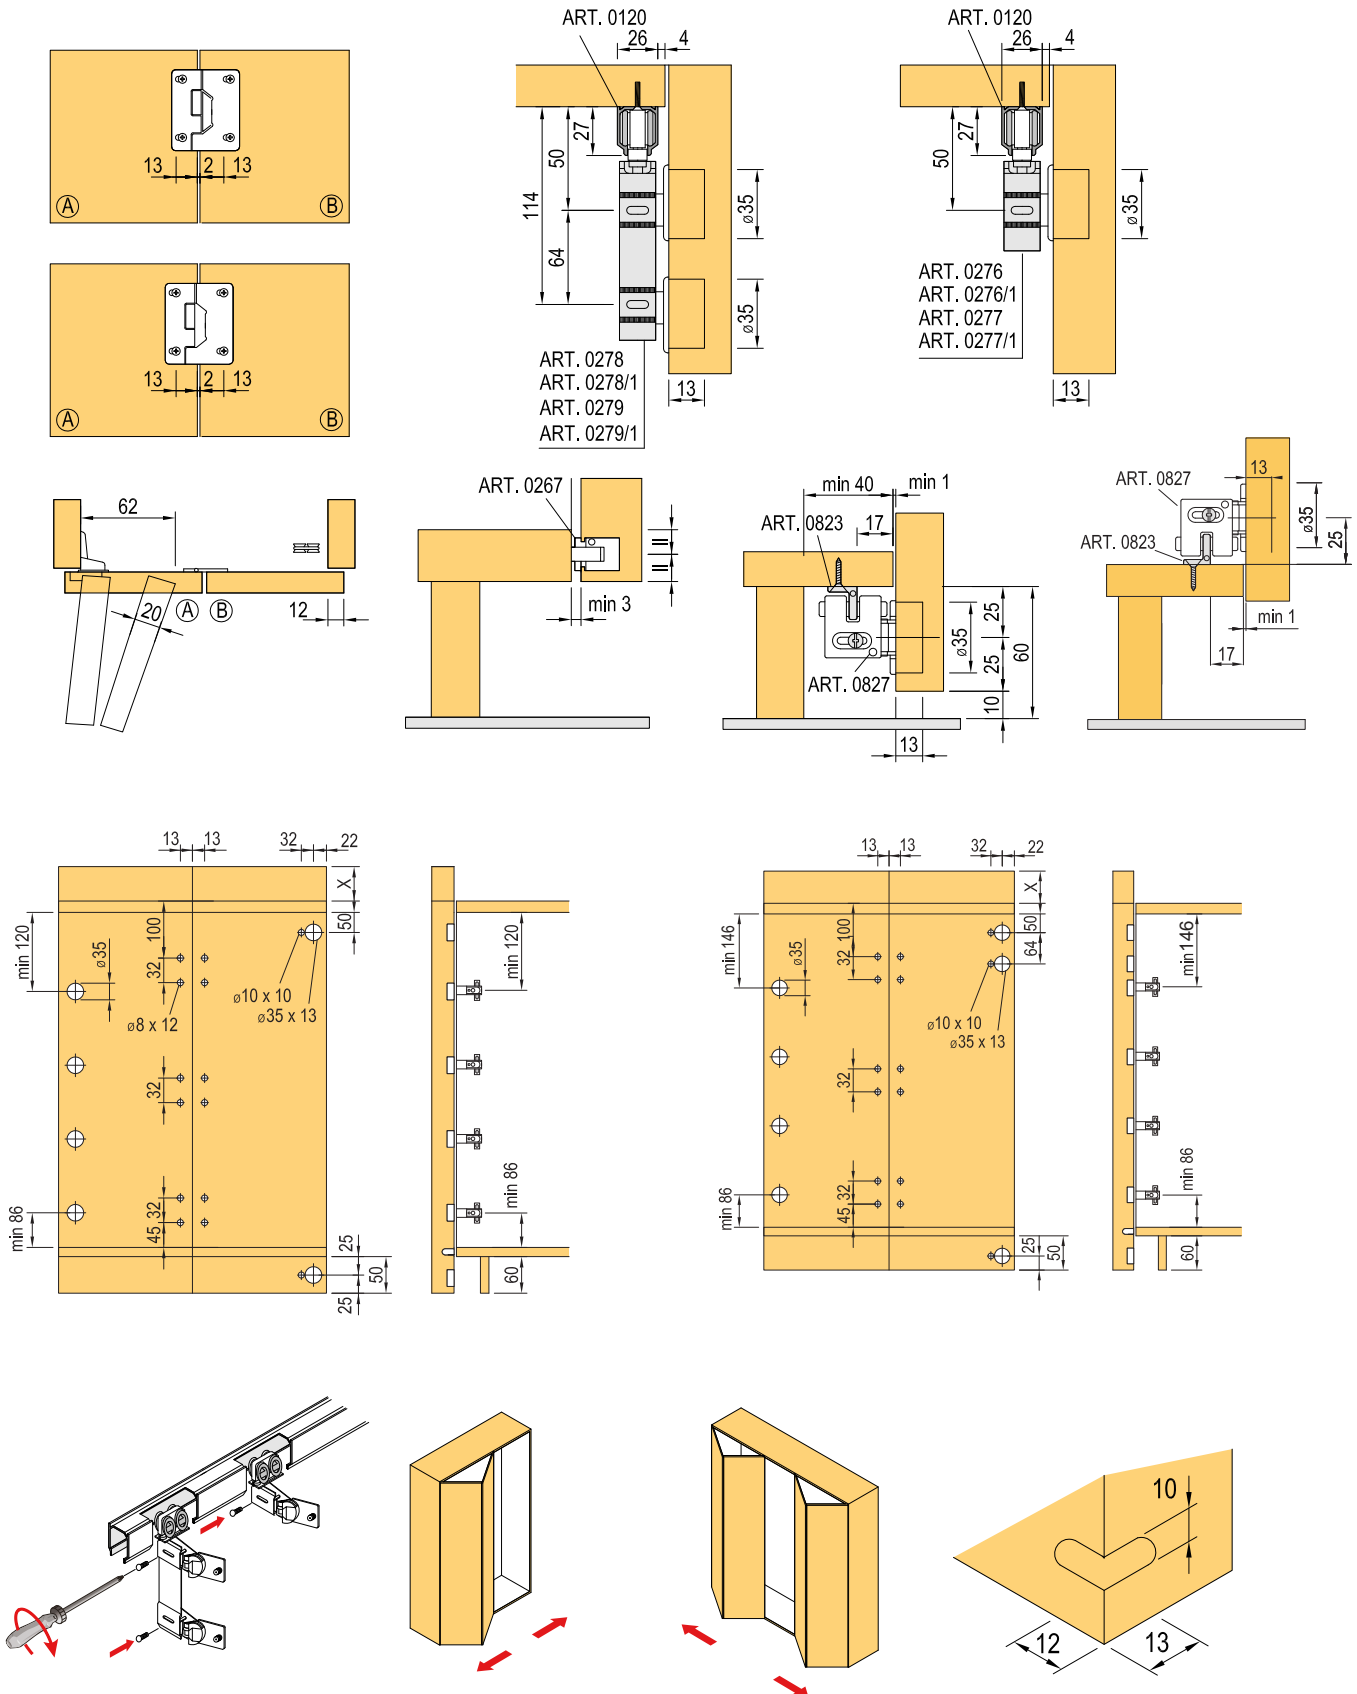 13 2 13
A B
13 2 13
A B
ART. 0120
26 4
27
50
114
64
ø35
ø35
ART. 0278
ART. 0278/1
ART. 0279
ART. 0279/1
13
ART. 0120
26 4
27
50
ø35
ART. 0276
ART. 0276/1
ART. 0277
ART. 0277/1
13
62
20 A B
12
ART. 0267
min 3
min 40 min 1
ART. 0823
17
ø35
25
25
60
10
ART. 0827
13
13
ART. 0827
ART. 0823
ø35
25
min 1
17
13 13 32 22
X
50
min 120
ø35
100
32
ø10 x 10
ø35 x 13
ø8 x 12
32
32
45
min 86
25
50
25
min 120
min 86
60
13 13 32 22
X
50
64
min 146
ø35
100
32
ø10 x 10
ø35 x 13
32
32
45
min 86
25
50
min146
min 86
60
10
12 13